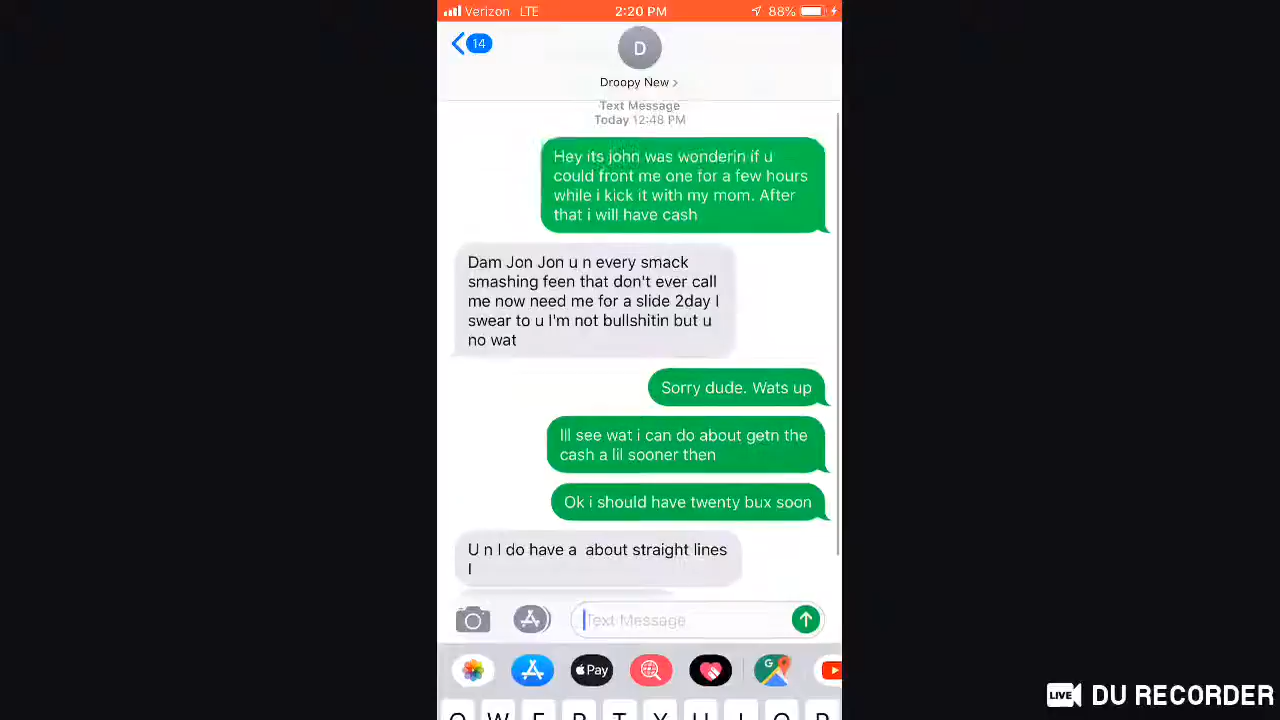 Verizon LTE 2:20 PM 88%
14
D
Droopy New >
Text Message
Today 12:48 PM
Hey its john was wonderin if u
could front me one for a few hours
while i kick it with my mom. After
that i will have cash
Dam Jon Jon u n every smack
smashing feen that don't ever call
me now need me for a slide 2day I
swear to u I'm not bullshitin but u
no wat
Sorry dude. Wats up
Ill see wat i can do about getn the
cash a lil sooner then
Ok i should have twenty bux soon
U n I do have a about straight lines
I
Text Message
Pay
G
Q W E R T Y U I O P
LIVE DU RECORDER